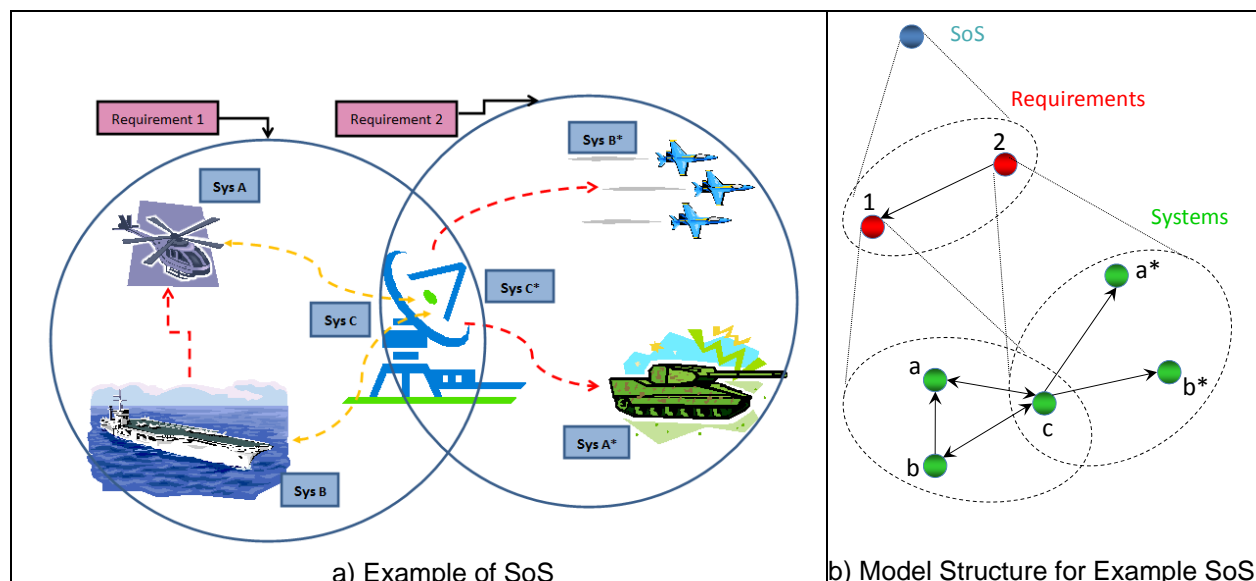 Requirement 1
Requirement 2
Sys A
Sys B*
Sys C
Sys C*
Sys B
Sys A*
a) Example of SoS
SoS
Requirements
2
1
Systems
a*
a
b*
c
b
b) Model Structure for Example SoS